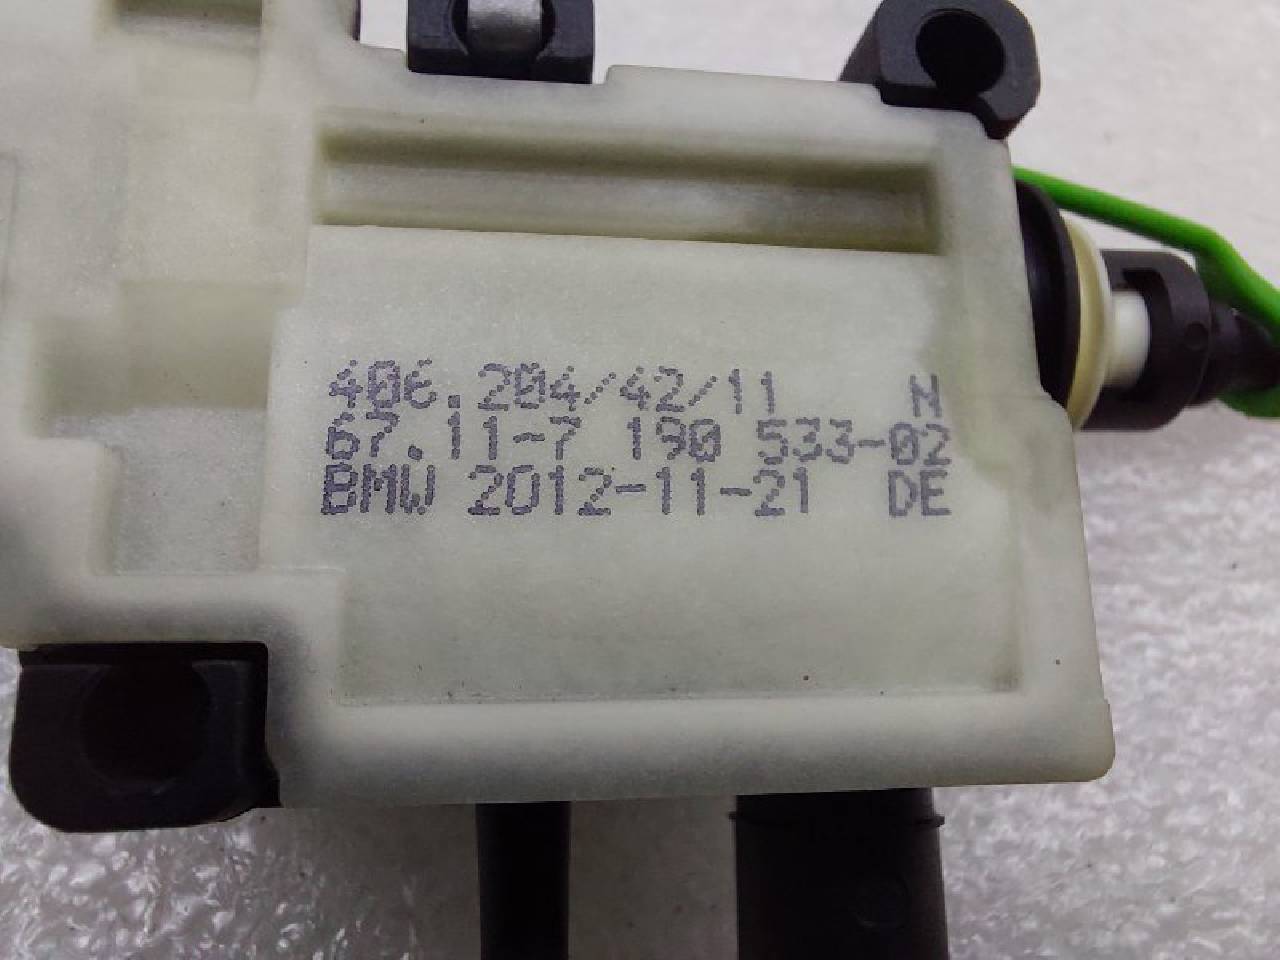 406.204/42/11 N
67.11-7 190 533-02
BMW 2012-11-21 DE